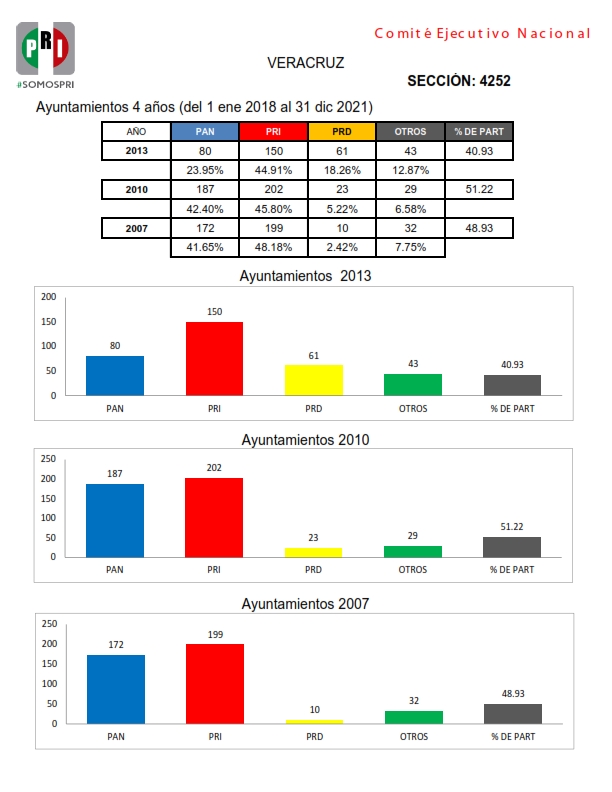 Comité Ejecutivo Nacional
PRI
#SOMOSPRI
VERACRUZ
SECCIÓN: 4252
Ayuntamientos 4 años (del 1 ene 2018 al 31 dic 2021)
AÑO PAN PRI PRD OTROS % DE PART
2013 80 150 61 43 40.93
23.95% 44.91% 18.26% 12.87%
2010 187 202 23 29 51.22
42.40% 45.80% 5.22% 6.58%
2007 172 199 10 32 48.93
41.65% 48.18% 2.42% 7.75%
Ayuntamientos 2013
200
150
100
50
0
80 150 61 43 40.93
PAN PRI PRD OTROS % DE PART
Ayuntamientos 2010
250
200
150
100
50
0
187 202 23 29 51.22
PAN PRI PRD OTROS % DE PART
Ayuntamientos 2007
250
200
150
100
50
0
172 199 10 32 48.93
PAN PRI PRD OTROS % DE PART